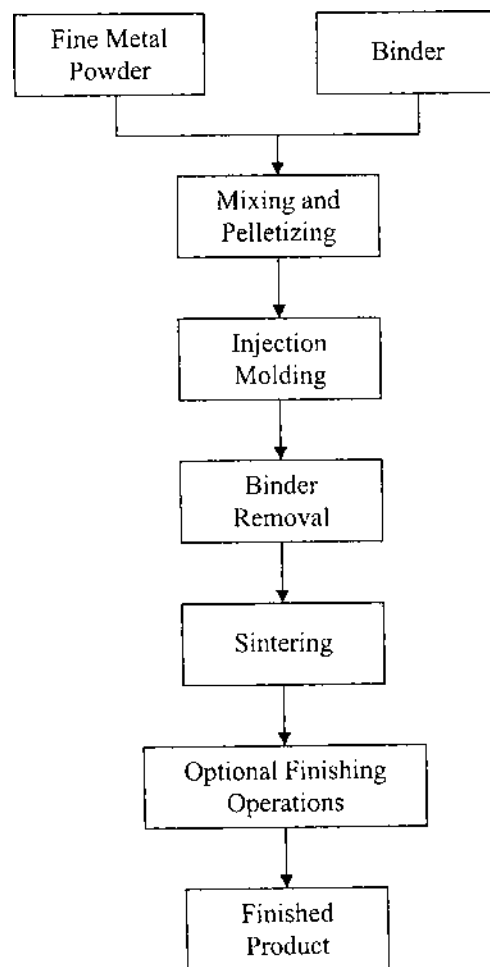 Fine Metal
Powder
Binder
Mixing and
Pelletizing
Injection
Molding
Binder
Removal
Sintering
Optional Finishing
Operations
Finished
Product